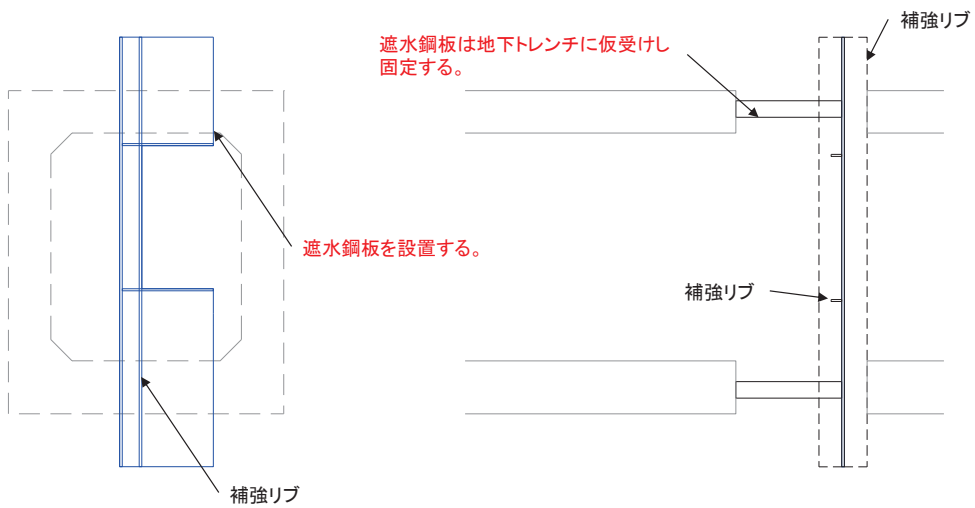 補強リブ
遮水鋼板は地下トレンチに仮受けし
固定する。
遮水鋼板を設置する。
補強リブ
補強リブ